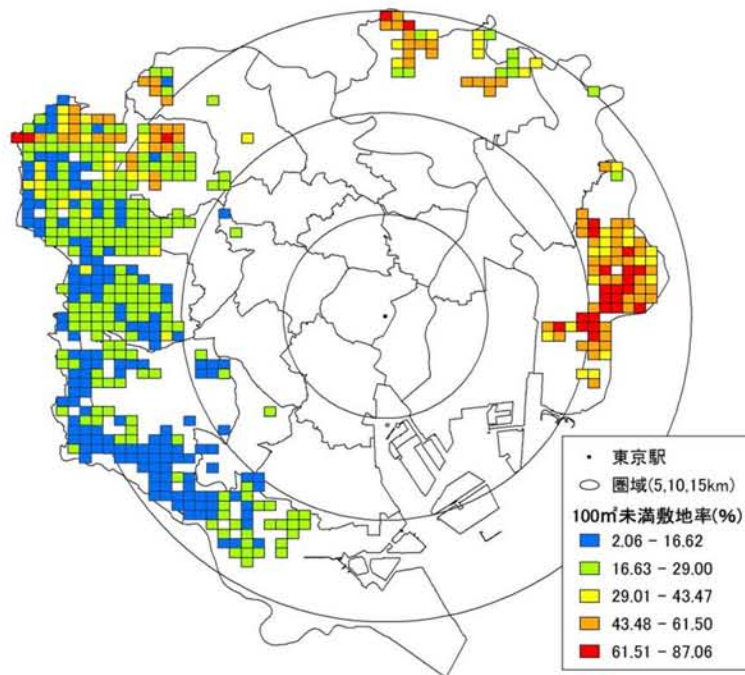 東京駅
圏域(5,10,15km)
100㎡未満敷地率(%)
2.06 - 16.62
16.63 - 29.00
29.01 - 43.47
43.48 - 61.50
61.51 - 87.06